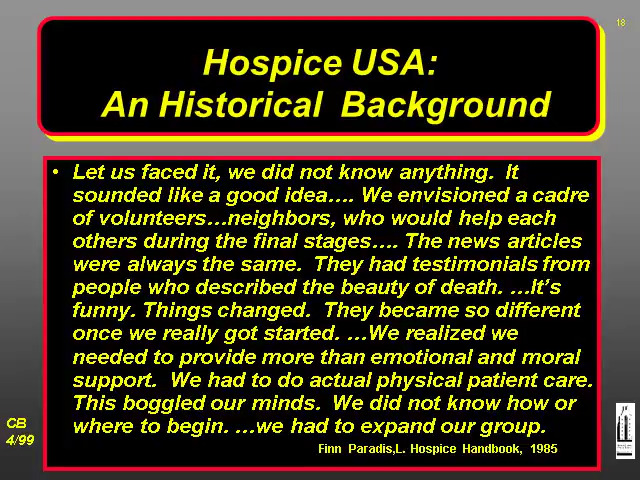 18
Hospice USA:
An Historical Background
• Let us faced it, we did not know anything. It
sounded like a good idea…. We envisioned a cadre
of volunteers…neighbors, who would help each
others during the final stages…. The news articles
were always the same. They had testimonials from
people who described the beauty of death. …It's
funny. Things changed. They became so different
once we really got started. …We realized we
needed to provide more than emotional and moral
support. We had to do actual physical patient care.
This boggled our minds. We did not know how or
where to begin. …we had to expand our group.
Finn Paradis,L. Hospice Handbook, 1985
CB
4/99